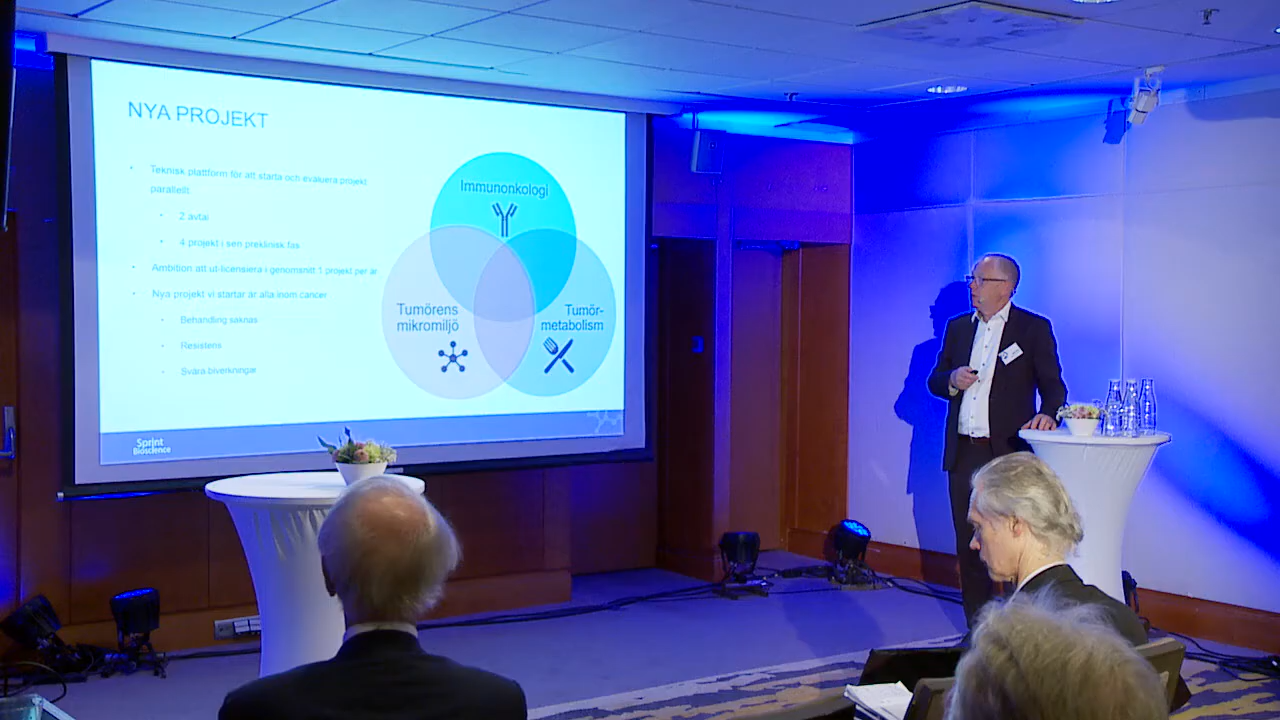 NYA PROJEKT
Teknisk plattform för att starta och evaluera projekt
parallellt
2 avtal
4 projekt i sen preklinisk fas
Ambition att ut-licensiera i genomsnitt 1 projekt per år
Nya projekt vi startar är alla inom cancer
Behandling saknas
Resistens
Svåra biverkningar
Immunonkologi
Tumörens
mikromiljö
Tumör-
metabolism
Sprint
Bioscience